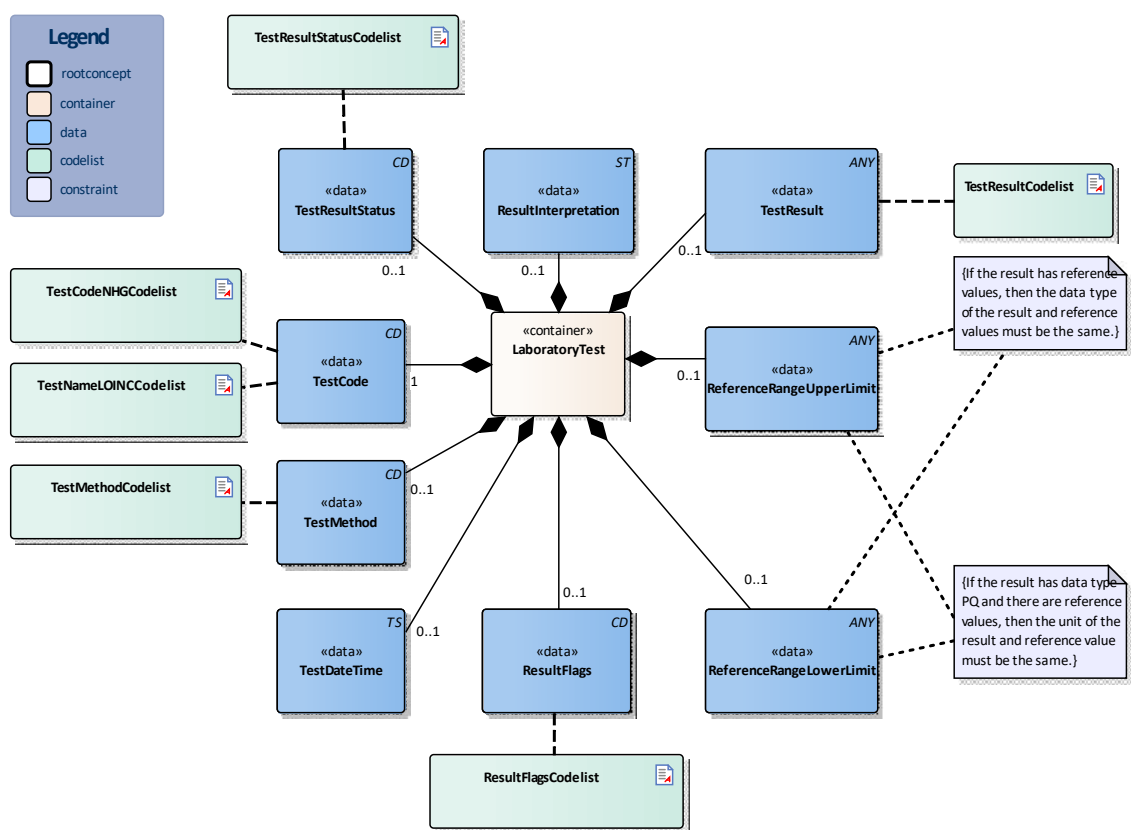 Legend
rootconcept
container
data
codelist
constraint
TestResultStatusCodelist
CD
«data»
TestResultStatus
0..1
ST
«data»
ResultInterpretation
0..1
ANY
«data»
TestResult
0..1
TestResultCodelist
{If the result has reference
values, then the data type
of the result and reference
values must be the same.}
TestCodeNHGCodelist
TestNameLOINCCodelist
CD
«data»
TestCode
1
«container»
LaboratoryTest
ANY
«data»
ReferenceRangeUpperLimit
0..1
TestMethodCodelist
CD
«data»
TestMethod
0..1
TS
«data»
TestDateTime
0..1
CD
«data»
ResultFlags
0..1
ANY
«data»
ReferenceRangeLowerLimit
0..1
{If the result has data type
PQ and there are reference
values, then the unit of the
result and reference value
must be the same.}
ResultFlagsCodelist